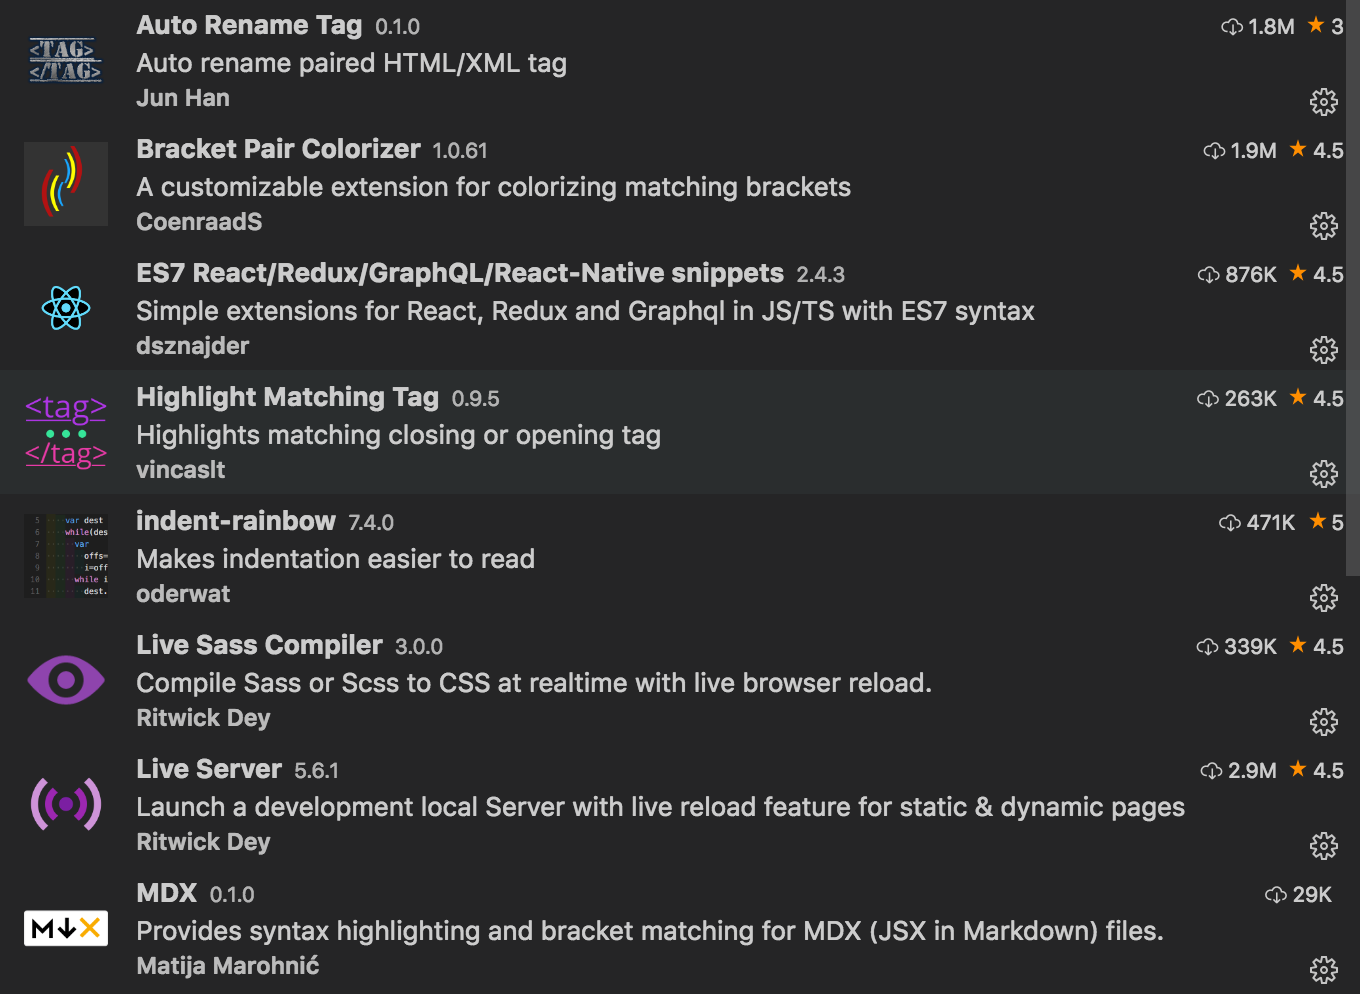 Auto Rename Tag 0.1.0 1.8M ★ 3
<TAG>
</TAG>
Auto rename paired HTML/XML tag
Jun Han
Bracket Pair Colorizer 1.0.61 1.9M ★ 4.5
A customizable extension for colorizing matching brackets
CoenraadS
ES7 React/Redux/GraphQL/React-Native snippets 2.4.3 876K ★ 4.5
Simple extensions for React, Redux and Graphql in JS/TS with ES7 syntax
dsznajder
Highlight Matching Tag 0.9.5 263K ★ 4.5
<tag>
...
</tag>
Highlights matching closing or opening tag
vincaslt
indent-rainbow 7.4.0 471K ★ 5
5 var dest
6 while(des
7 var
8 offs=
9 i=off
10 while i
11 dest.
Makes indentation easier to read
oderwat
Live Sass Compiler 3.0.0 339K ★ 4.5
Compile Sass or Scss to CSS at realtime with live browser reload.
Ritwick Dey
Live Server 5.6.1 2.9M ★ 4.5
Launch a development local Server with live reload feature for static & dynamic pages
Ritwick Dey
MDX 0.1.0 29K
M↓X
Provides syntax highlighting and bracket matching for MDX (JSX in Markdown) files.
Matija Marohnić